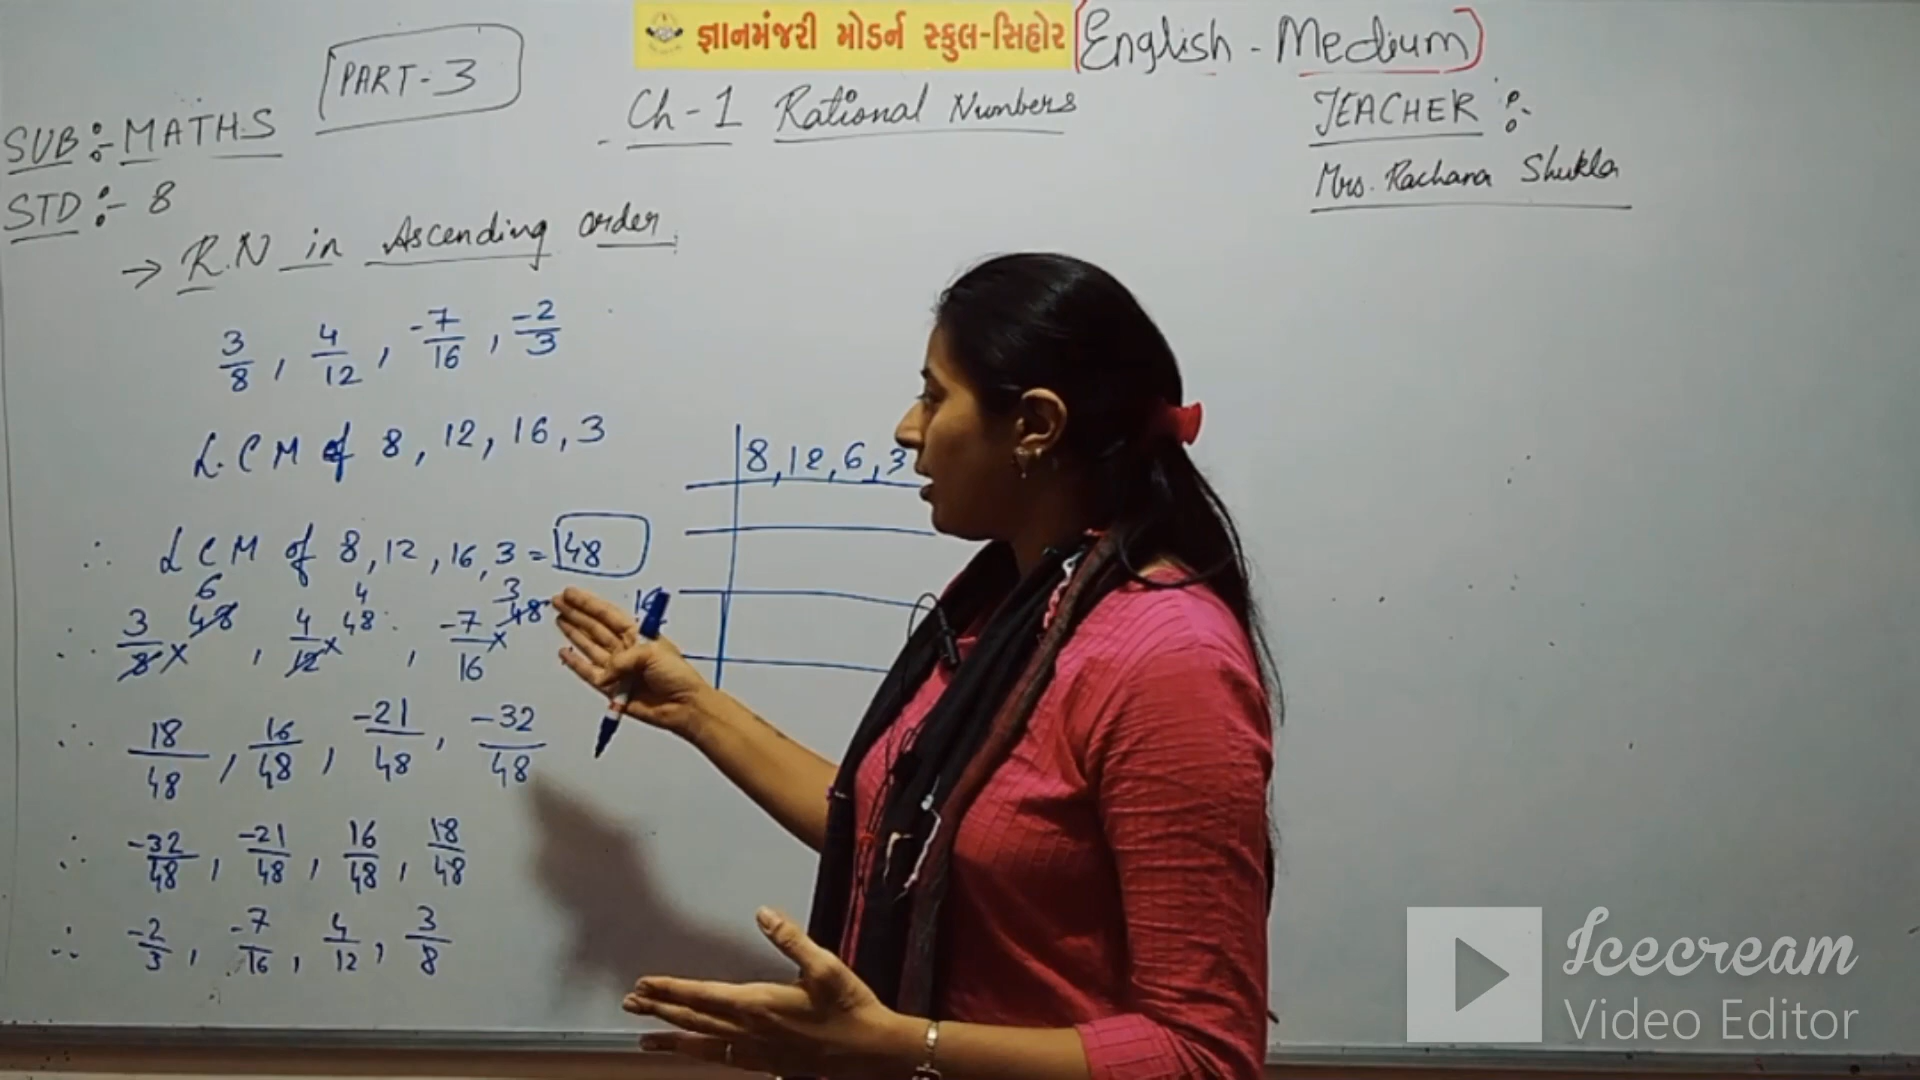 જ્ઞાનમંજરી મોડર્ન સ્કુલ-સિહોર (English - Medium)
PART-3
Ch-1 Rational Numbers
TEACHER :-
Mrs. Rachana Shukla
SUB :- MATHS
STD :- 8
→ R.N in Ascending order
3/8, 4/12, -7/16, -2/3
L.C.M of 8, 12, 16, 3
8, 12, 6, 3
∴ LCM of 8, 12, 16, 3 = 48
6 4 3
∴ 3/8 × 48, 4/12 × 48, -7/16 × 48
∴ 18/48, 16/48, -21/48, -32/48
∴ -32/48, -21/48, 16/48, 18/48
∴ -2/3, -7/16, 4/12, 3/8
Icecream
Video Editor